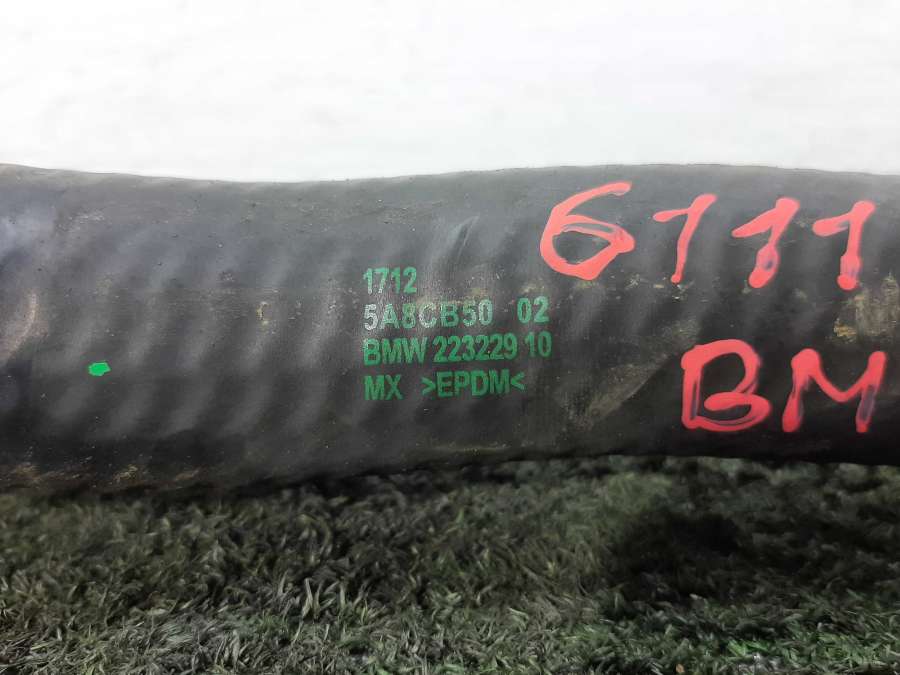 1712
5A8CB50 02
BMW 223229 10
MX >EPDM<
6111
BM